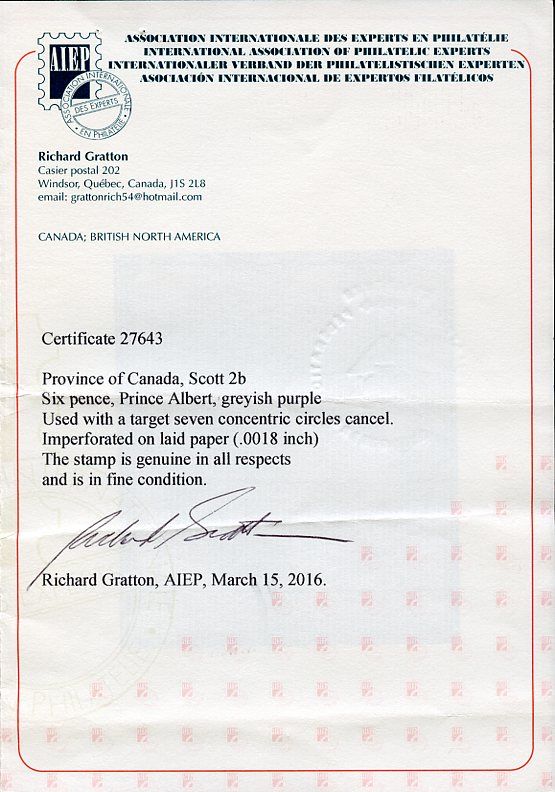 ASSOCIATION INTERNATIONALE DES EXPERTS EN PHILATÉLIE
INTERNATIONAL ASSOCIATION OF PHILATELIC EXPERTS
INTERNATIONALER VERBAND DER PHILATELISTISCHEN EXPERTEN
ASOCIACIÓN INTERNACIONAL DE EXPERTOS FILATÉLICOS
AIEP
ASSOCIATION INTERNATIONALE
DES EXPERTS
EN PHILATÉLIE
Richard Gratton
Casier postal 202
Windsor, Québec, Canada, J1S 2L8
email: grattonrich54@hotmail.com
CANADA; BRITISH NORTH AMERICA
Certificate 27643
Province of Canada, Scott 2b
Six pence, Prince Albert, greyish purple
Used with a target seven concentric circles cancel.
Imperforated on laid paper (.0018 inch)
The stamp is genuine in all respects
and is in fine condition.
Richard Gratton, AIEP, March 15, 2016.